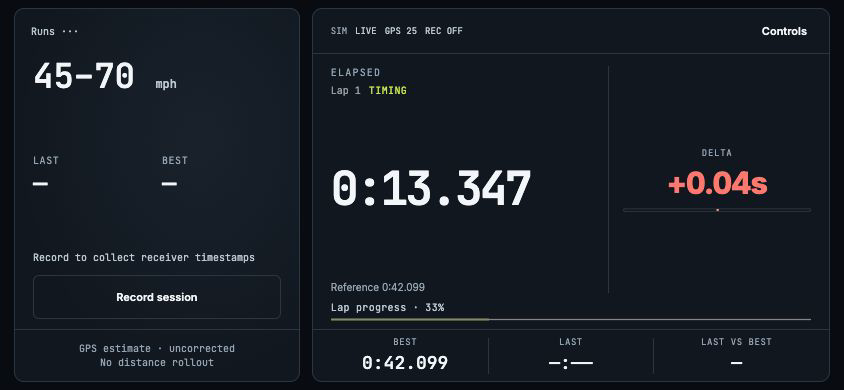 Runs ···
45–70 mph
LAST BEST
— —
Record to collect receiver timestamps
Record session
GPS estimate · uncorrected
No distance rollout
SIM LIVE GPS 25 REC OFF
Controls
ELAPSED
Lap 1 TIMING
0:13.347
DELTA
+0.04s
Reference 0:42.099
Lap progress · 33%
BEST LAST LAST VS BEST
0:42.099 —:—— —